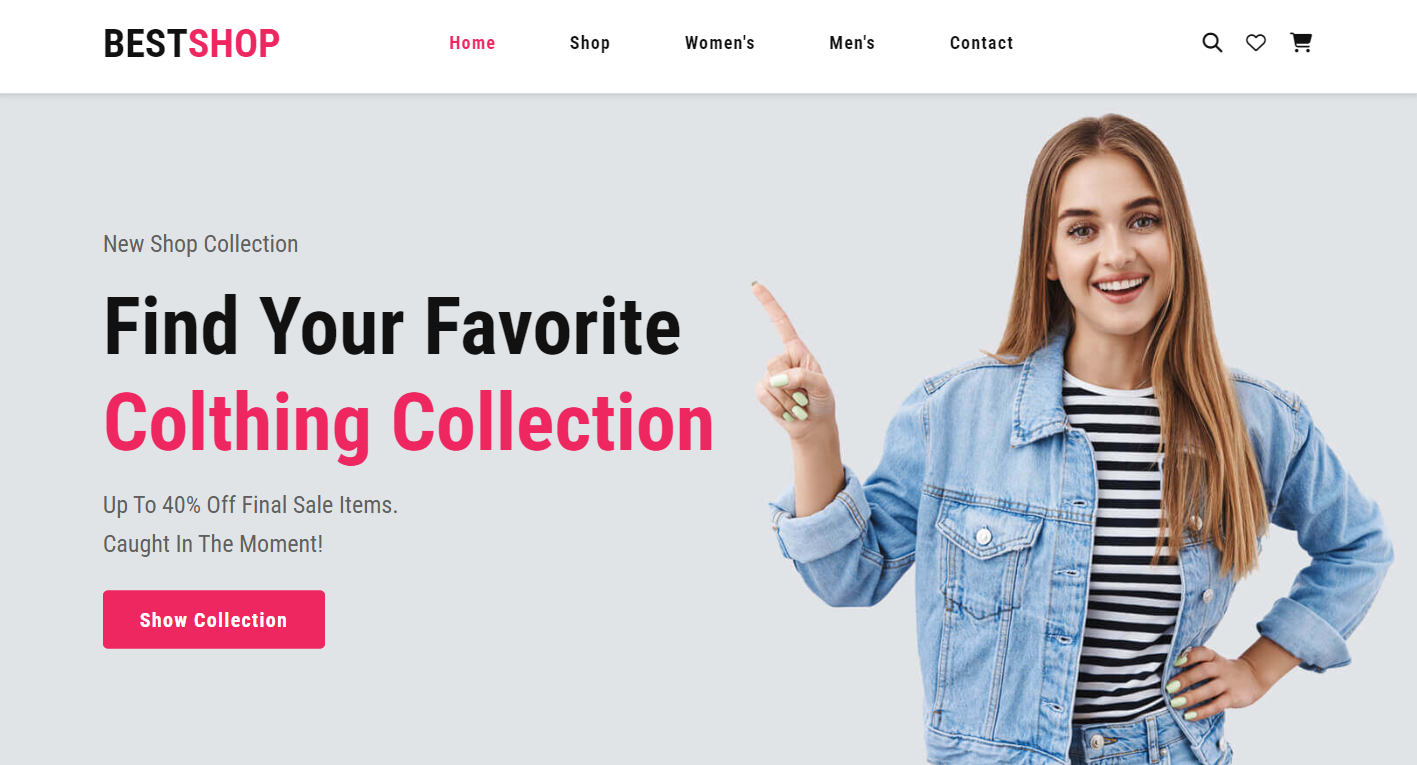 BESTSHOP
Home Shop Women's Men's Contact
New Shop Collection
Find Your Favorite
Colthing Collection
Up To 40% Off Final Sale Items.
Caught In The Moment!
Show Collection